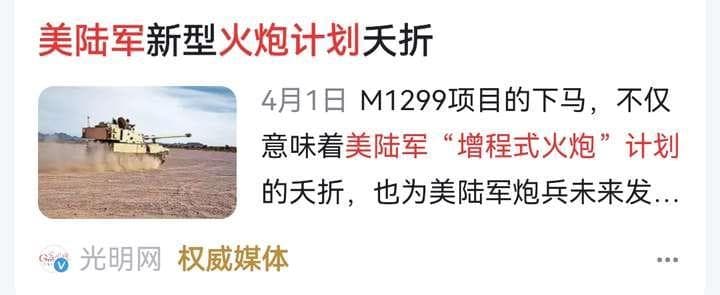 美陆军新型火炮计划夭折
4月1日 M1299项目的下马，不仅
意味着美陆军“增程式火炮”计划
的夭折，也为美陆军炮兵未来发...
光明网 权威媒体